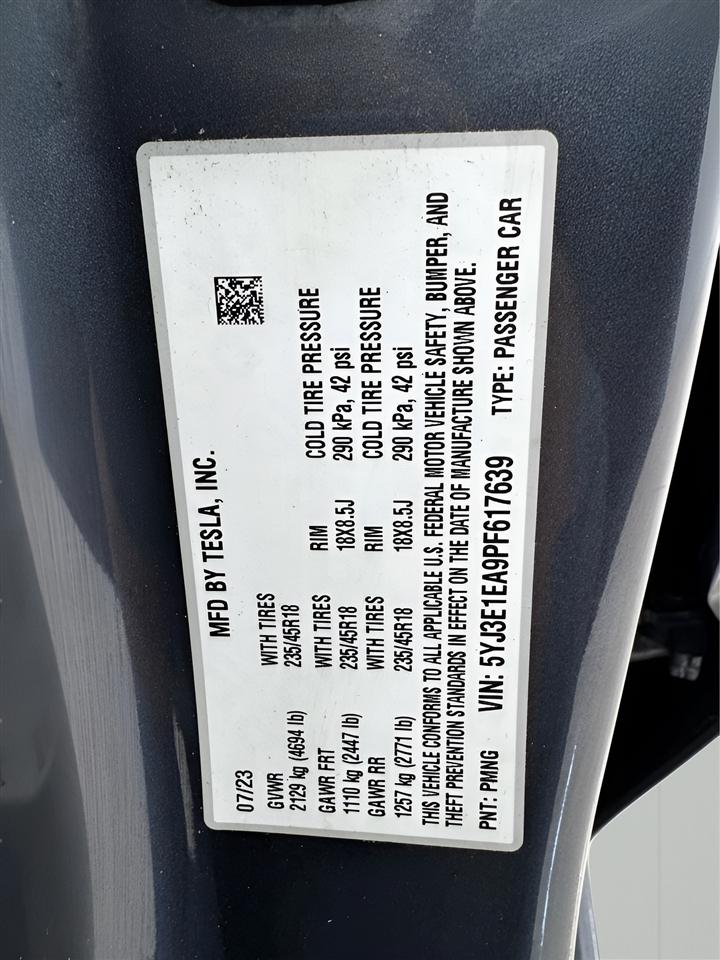 MFD BY TESLA, INC.
07/23
GVWR WITH TIRES
2129 kg (4694 lb) 235/45R18
GAWR FRT WITH TIRES RIM COLD TIRE PRESSURE
1110 kg (2447 lb) 235/45R18 18X8.5J 290 kPa, 42 psi
GAWR RR WITH TIRES RIM COLD TIRE PRESSURE
1257 kg (2771 lb) 235/45R18 18X8.5J 290 kPa, 42 psi
THIS VEHICLE CONFORMS TO ALL APPLICABLE U.S. FEDERAL MOTOR VEHICLE SAFETY, BUMPER, AND
THEFT PREVENTION STANDARDS IN EFFECT ON THE DATE OF MANUFACTURE SHOWN ABOVE.
PNT: PMNG VIN: 5YJ3E1EA9PF617639 TYPE: PASSENGER CAR